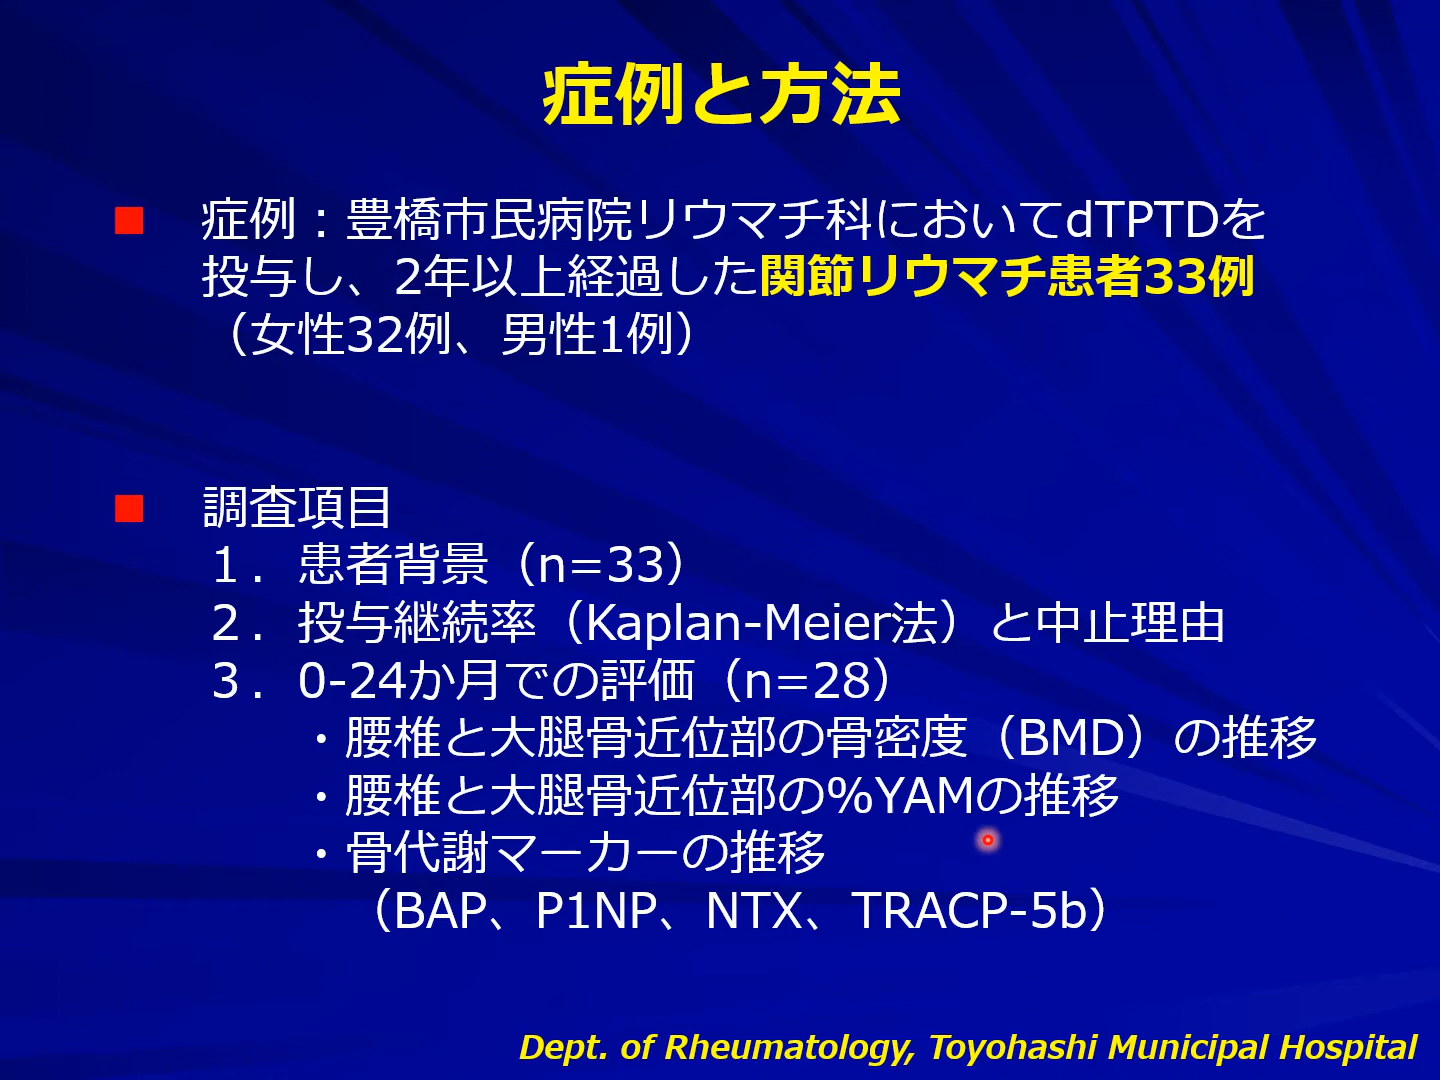 症例と方法
■ 症例：豊橋市民病院リウマチ科においてdTPTDを
投与し、2年以上経過した関節リウマチ患者33例
（女性32例、男性1例）
■ 調査項目
１．患者背景（n=33）
２．投与継続率（Kaplan-Meier法）と中止理由
３．0-24か月での評価（n=28）
・腰椎と大腿骨近位部の骨密度（BMD）の推移
・腰椎と大腿骨近位部の%YAMの推移
・骨代謝マーカーの推移
（BAP、P1NP、NTX、TRACP-5b）
Dept. of Rheumatology, Toyohashi Municipal Hospital